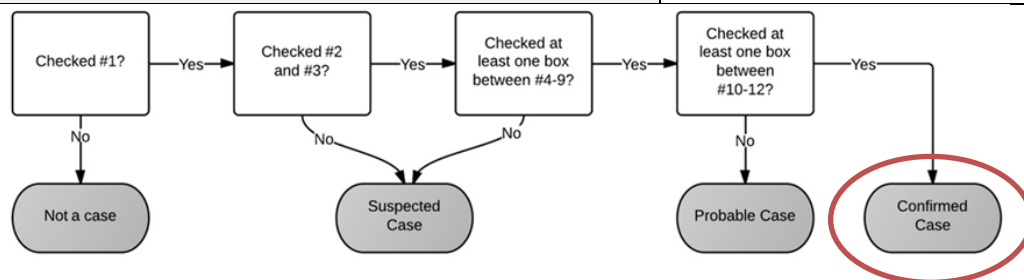 Checked #1?
Yes
Checked #2
and #3?
Yes
Checked at
least one box
between #4-9?
Yes
Checked at
least one box
between
#10-12?
Yes
No
No
No
No
Not a case
Suspected
Case
Probable Case
Confirmed
Case